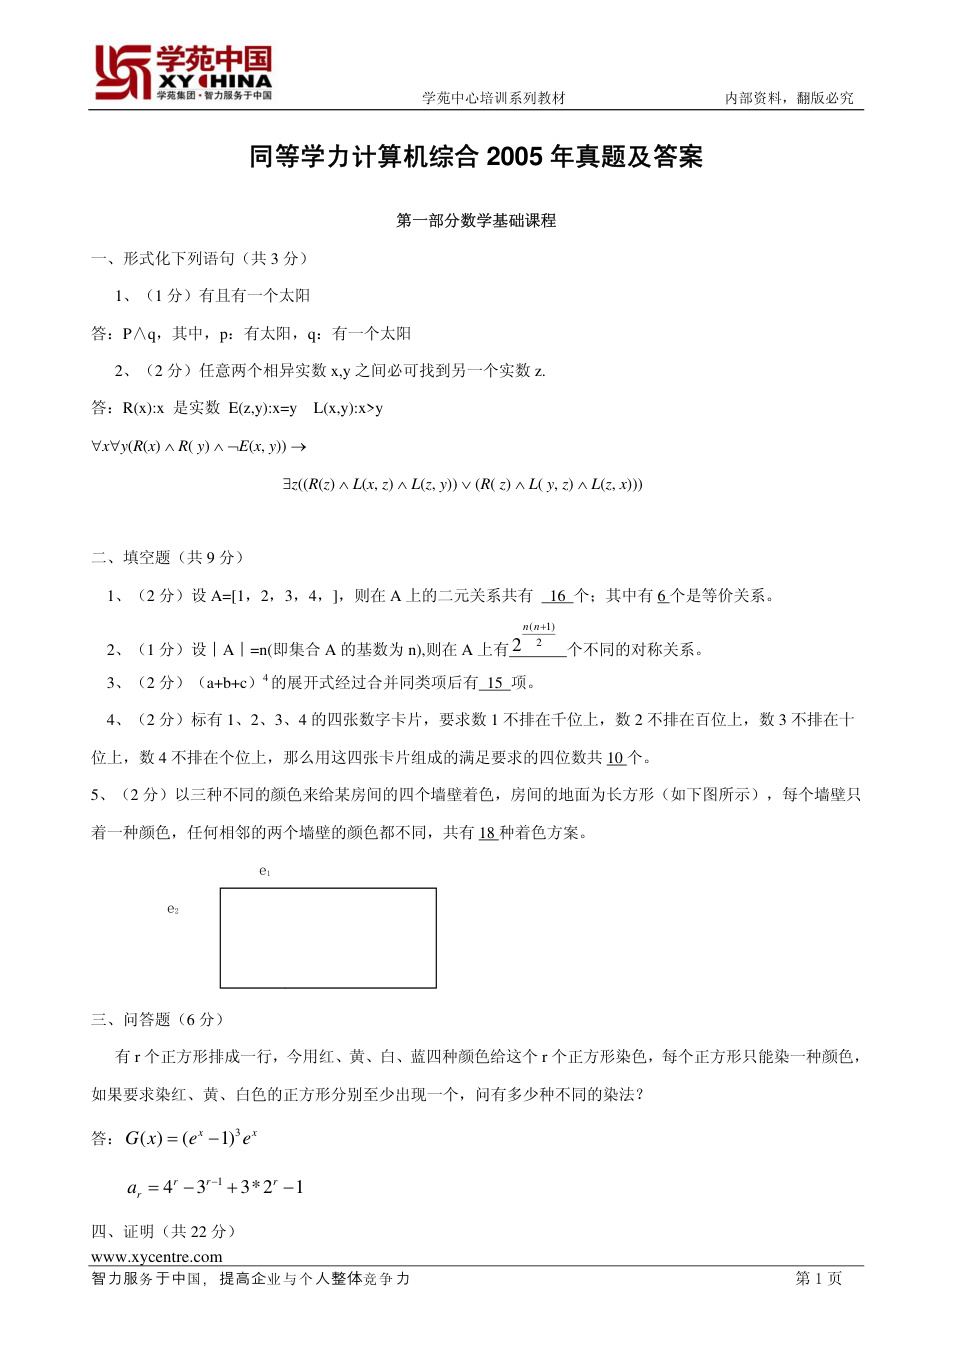 学苑中国
XY CHINA
学苑集团·智力服务于中国
学苑中心培训系列教材 内部资料，翻版必究
同等学力计算机综合 2005 年真题及答案
第一部分数学基础课程
一、形式化下列语句（共 3 分）
1、（1 分）有且有一个太阳
答：P∧q，其中，p：有太阳，q：有一个太阳
2、（2 分）任意两个相异实数 x,y 之间必可找到另一个实数 z.
答：R(x):x 是实数 E(z,y):x=y L(x,y):x>y
∀x∀y(R(x) ∧ R( y) ∧ ¬E(x, y)) →
∃z((R(z) ∧ L(x, z) ∧ L(z, y)) ∨ (R( z) ∧ L( y, z) ∧ L(z, x)))
二、填空题（共 9 分）
1、（2 分）设 A=[1，2，3，4，]，则在 A 上的二元关系共有 16 个；其中有 6 个是等价关系。
2、（1 分）设｜A｜=n(即集合 A 的基数为 n),则在 A 上有 2^{\frac{n(n+1)}{2}} 个不同的对称关系。
3、（2 分）（a+b+c）⁴ 的展开式经过合并同类项后有 15 项。
4、（2 分）标有 1、2、3、4 的四张数字卡片，要求数 1 不排在千位上，数 2 不排在百位上，数 3 不排在十
位上，数 4 不排在个位上，那么用这四张卡片组成的满足要求的四位数共 10 个。
5、（2 分）以三种不同的颜色来给某房间的四个墙壁着色，房间的地面为长方形（如下图所示），每个墙壁只
着一种颜色，任何相邻的两个墙壁的颜色都不同，共有 18 种着色方案。
e₁
e₂
三、问答题（6 分）
有 r 个正方形排成一行，今用红、黄、白、蓝四种颜色给这个 r 个正方形染色，每个正方形只能染一种颜色，
如果要求染红、黄、白色的正方形分别至少出现一个，问有多少种不同的染法？
答：G(x) = (eˣ − 1)³eˣ
aᵣ = 4ʳ − 3ʳ⁻¹ + 3*2ʳ − 1
四、证明（共 22 分）
www.xycentre.com
智力服务于中国，提高企业与个人整体竞争力 第 1 页